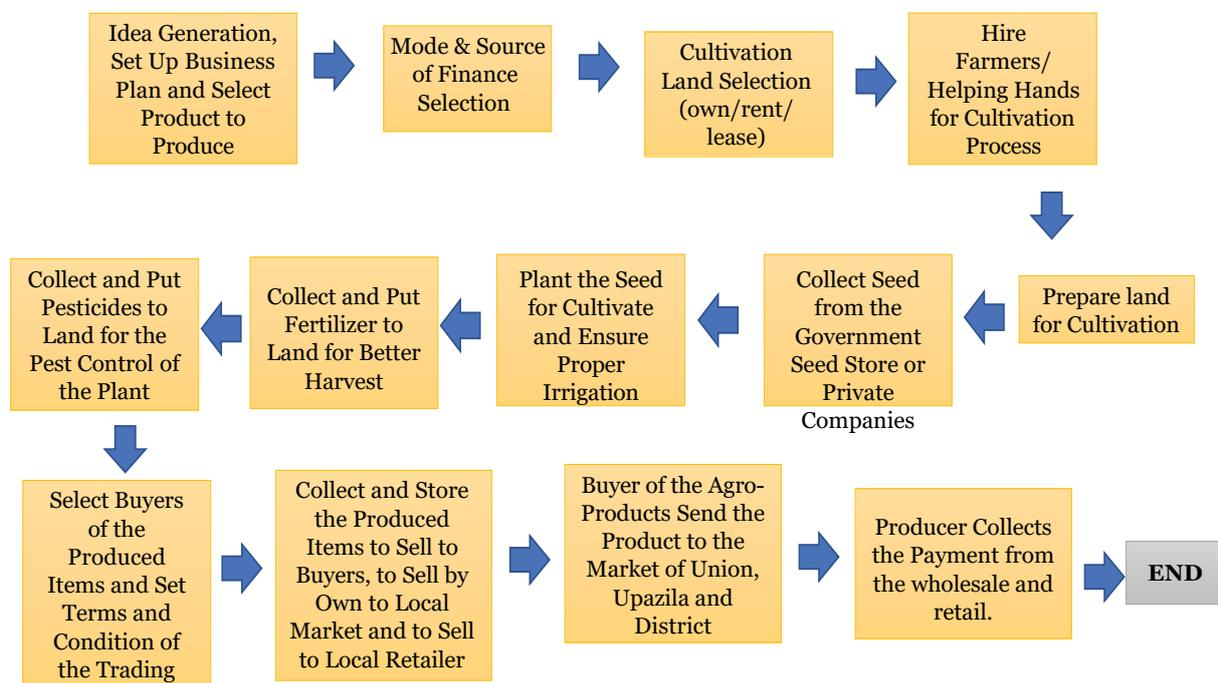 Idea Generation,
Set Up Business
Plan and Select
Product to
Produce
Mode & Source
of Finance
Selection
Cultivation
Land Selection
(own/rent/
lease)
Hire
Farmers/
Helping Hands
for Cultivation
Process
Prepare land
for Cultivation
Collect Seed
from the
Government
Seed Store or
Private
Companies
Plant the Seed
for Cultivate
and Ensure
Proper
Irrigation
Collect and Put
Fertilizer to
Land for Better
Harvest
Collect and Put
Pesticides to
Land for the
Pest Control of
the Plant
Select Buyers
of the
Produced
Items and Set
Terms and
Condition of
the Trading
Collect and Store
the Produced
Items to Sell to
Buyers, to Sell by
Own to Local
Market and to Sell
to Local Retailer
Buyer of the Agro-
Products Send the
Product to the
Market of Union,
Upazila and
District
Producer Collects
the Payment from
the wholesale and
retail.
END